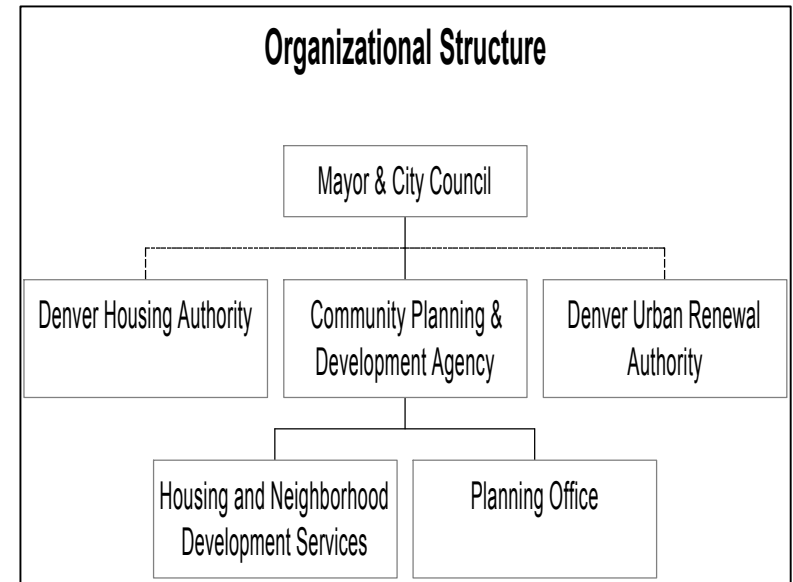 Organizational Structure
Mayor & City Council
Denver Housing Authority
Community Planning &
Development Agency
Denver Urban Renewal
Authority
Housing and Neighborhood
Development Services
Planning Office